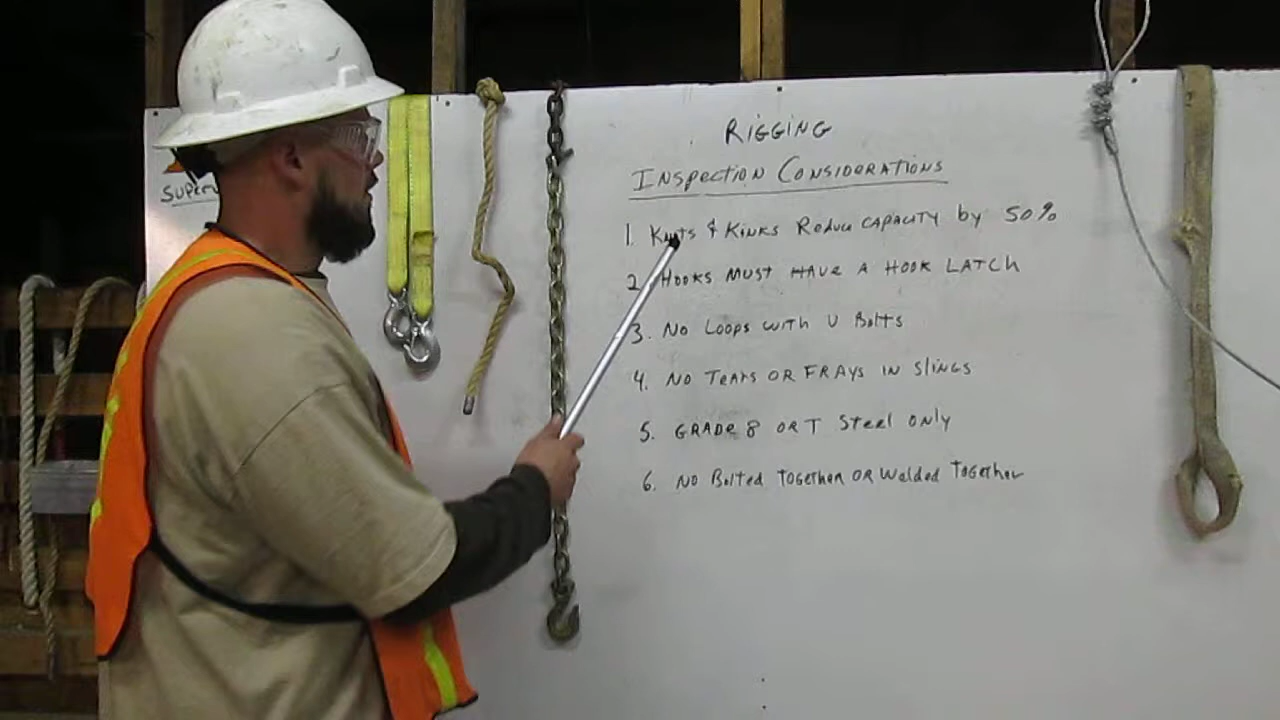 RIGGING
INSPECTION CONSIDERATIONS
1. KNOTS & KINKS REDUCE CAPACITY by 50%
2. HOOKS MUST HAVE A HOOK LATCH
3. NO LOOPS WITH U BOLTS
4. NO TEARS OR FRAYS IN SLINGS
5. GRADE 8 OR T STEEL ONLY
6. NO BOLTED TOGETHER OR WELDED TOGETHER